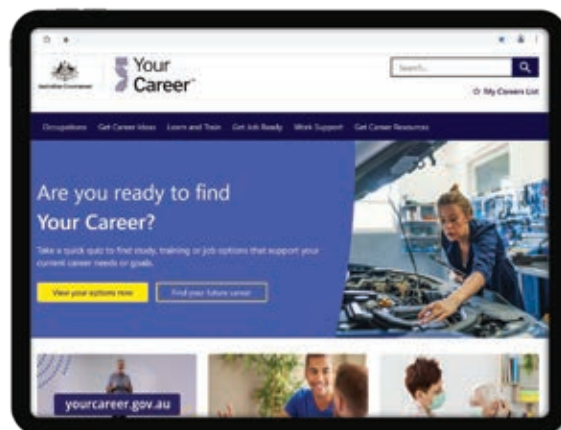 Australian Government
Your
Career
Search...
My Careers List
Occupations Get Career Ideas Learn and Train Get Job Ready Work Support Get Career Resources
Are you ready to find
Your Career?
Take a quick quiz to find study, training or job options that support your
current career needs or goals.
View your options now Find your future career
yourcareer.gov.au